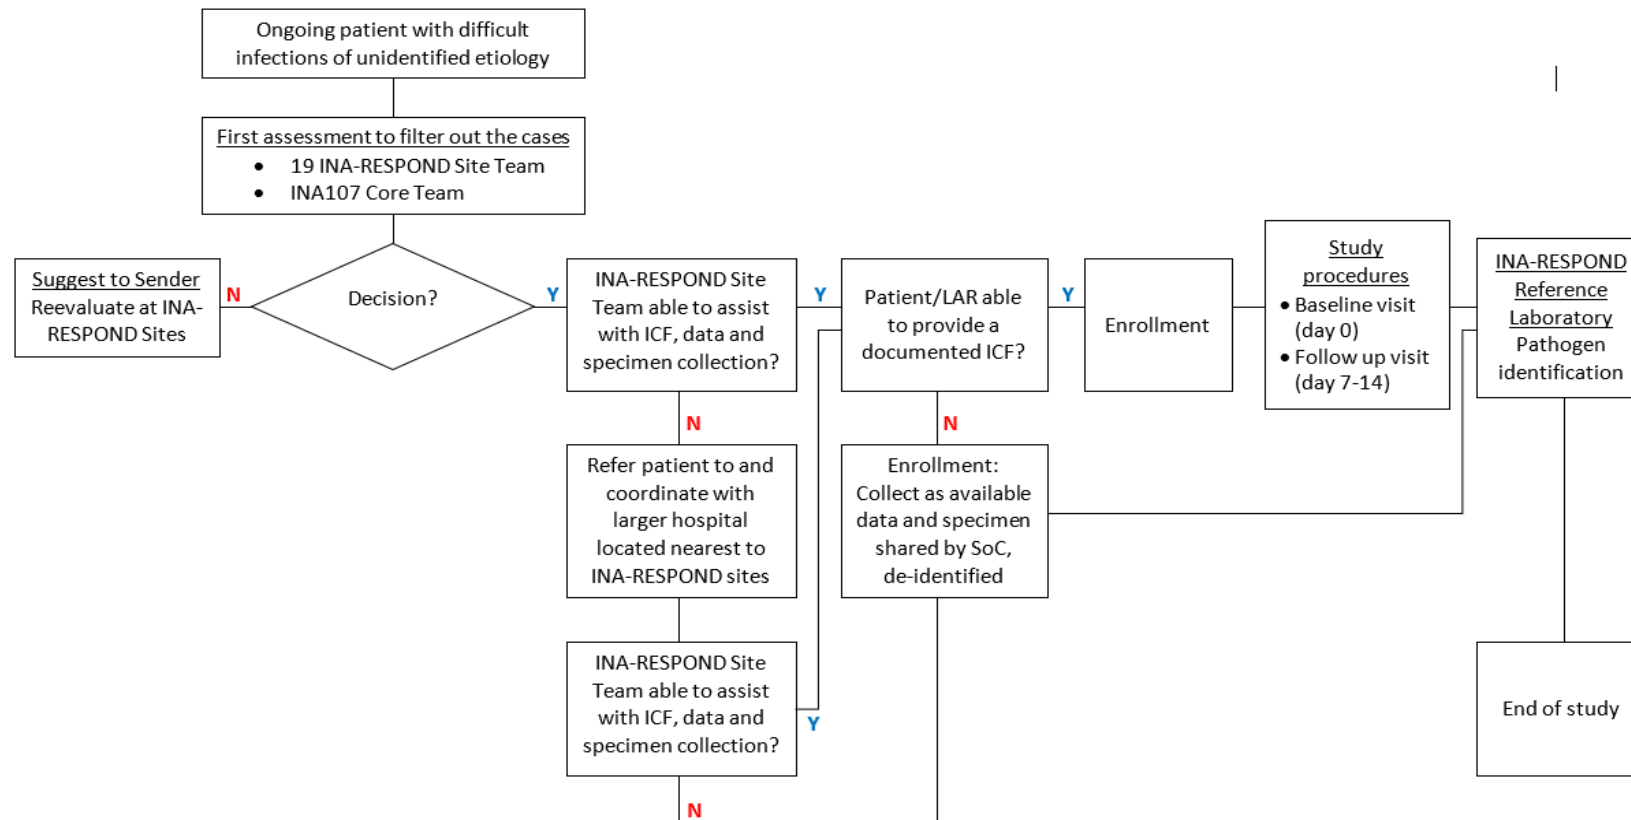 Ongoing patient with difficult
infections of unidentified etiology
First assessment to filter out the cases
• 19 INA-RESPOND Site Team
• INA107 Core Team
Decision?
N
Y
Suggest to Sender
Reevaluate at INA-
RESPOND Sites
INA-RESPOND Site
Team able to assist
with ICF, data and
specimen collection?
Y
N
Patient/LAR able
to provide a
documented ICF?
Y
N
Enrollment
Study
procedures
• Baseline visit
(day 0)
• Follow up visit
(day 7-14)
INA-RESPOND
Reference
Laboratory
Pathogen
identification
Refer patient to and
coordinate with
larger hospital
located nearest to
INA-RESPOND sites
Enrollment:
Collect as available
data and specimen
shared by SoC,
de-identified
INA-RESPOND Site
Team able to assist
with ICF, data and
specimen collection?
Y
N
End of study